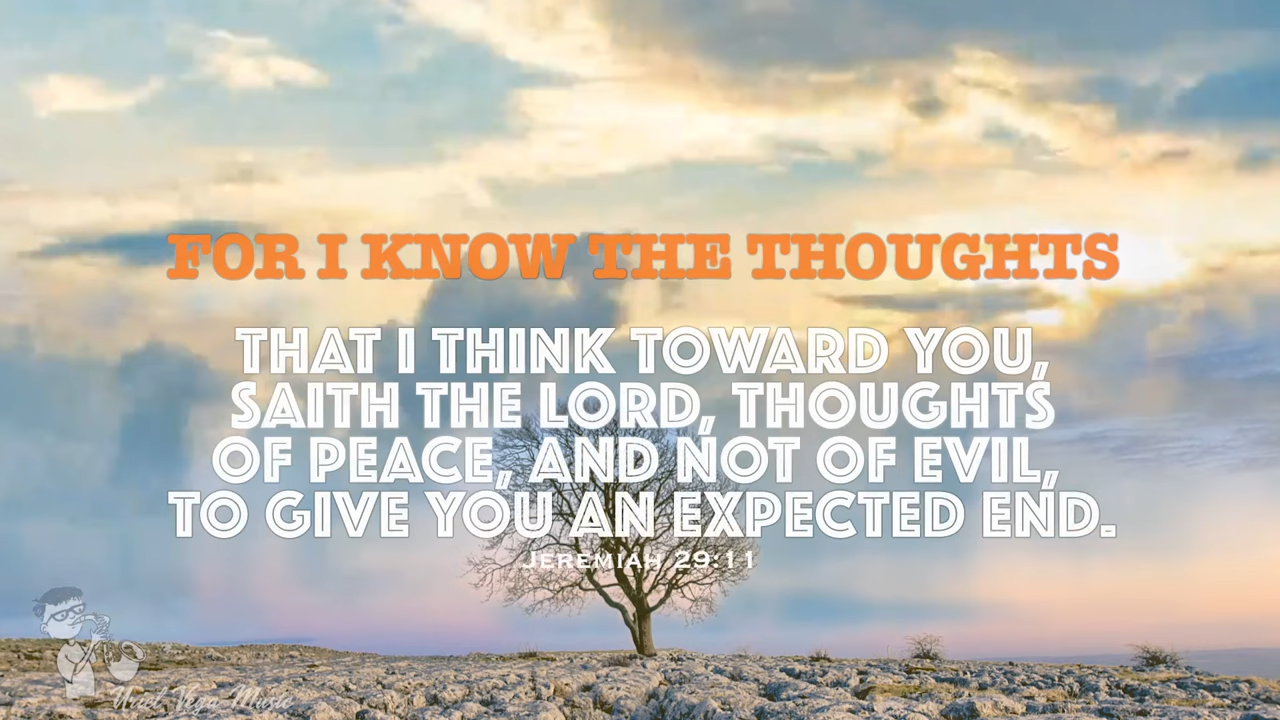 FOR I KNOW THE THOUGHTS
THAT I THINK TOWARD YOU,
SAITH THE LORD, THOUGHTS
OF PEACE, AND NOT OF EVIL,
TO GIVE YOU AN EXPECTED END.
JEREMIAH 29:11
Uriel Vega Music